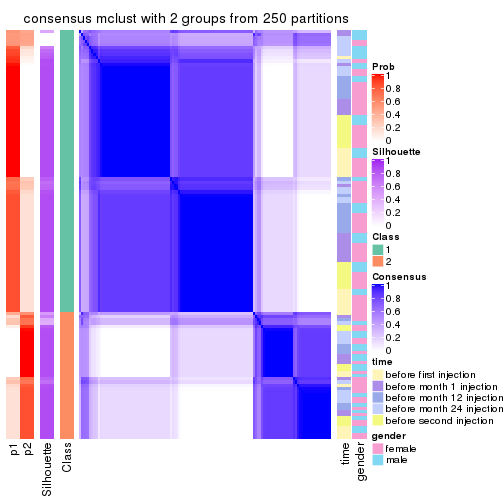 consensus mclust with 2 groups from 250 partitions
Prob
1
0.8
0.6
0.4
0.2
0
Silhouette
1
0.8
0.6
0.4
0.2
0
Class
1
2
Consensus
1
0.8
0.6
0.4
0.2
0
time
before first injection
before month 1 injection
before month 12 injection
before month 24 injection
before second injection
gender
female
male
p1
p2
Silhouette
Class
time
gender